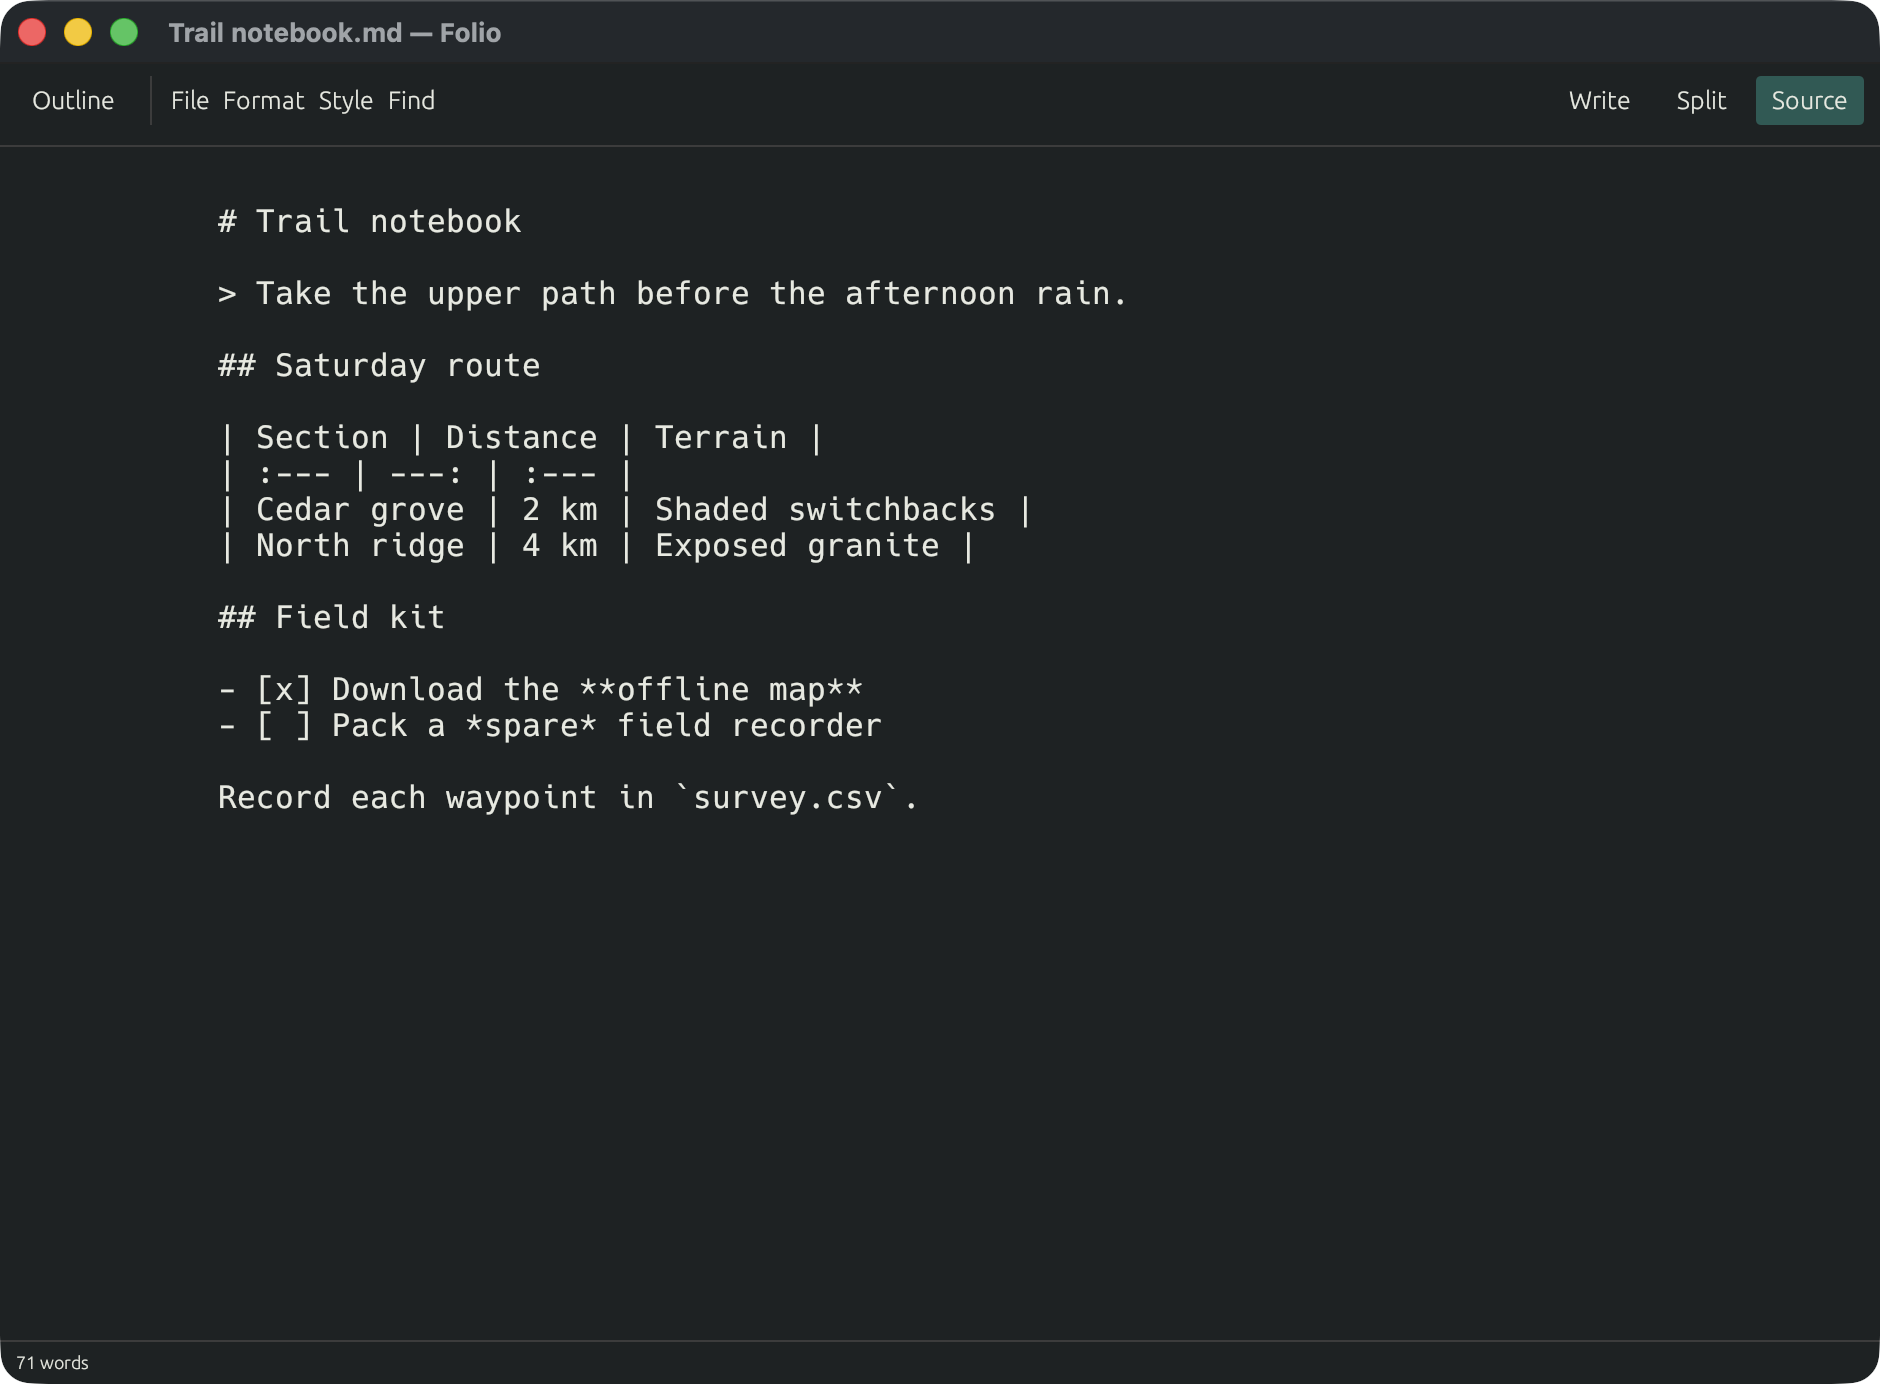 Trail notebook.md — Folio
Outline File Format Style Find Write Split Source
# Trail notebook
> Take the upper path before the afternoon rain.
## Saturday route
| Section | Distance | Terrain |
| :--- | ---: | :--- |
| Cedar grove | 2 km | Shaded switchbacks |
| North ridge | 4 km | Exposed granite |
## Field kit
- [x] Download the **offline map**
- [ ] Pack a *spare* field recorder
Record each waypoint in `survey.csv`.
71 words